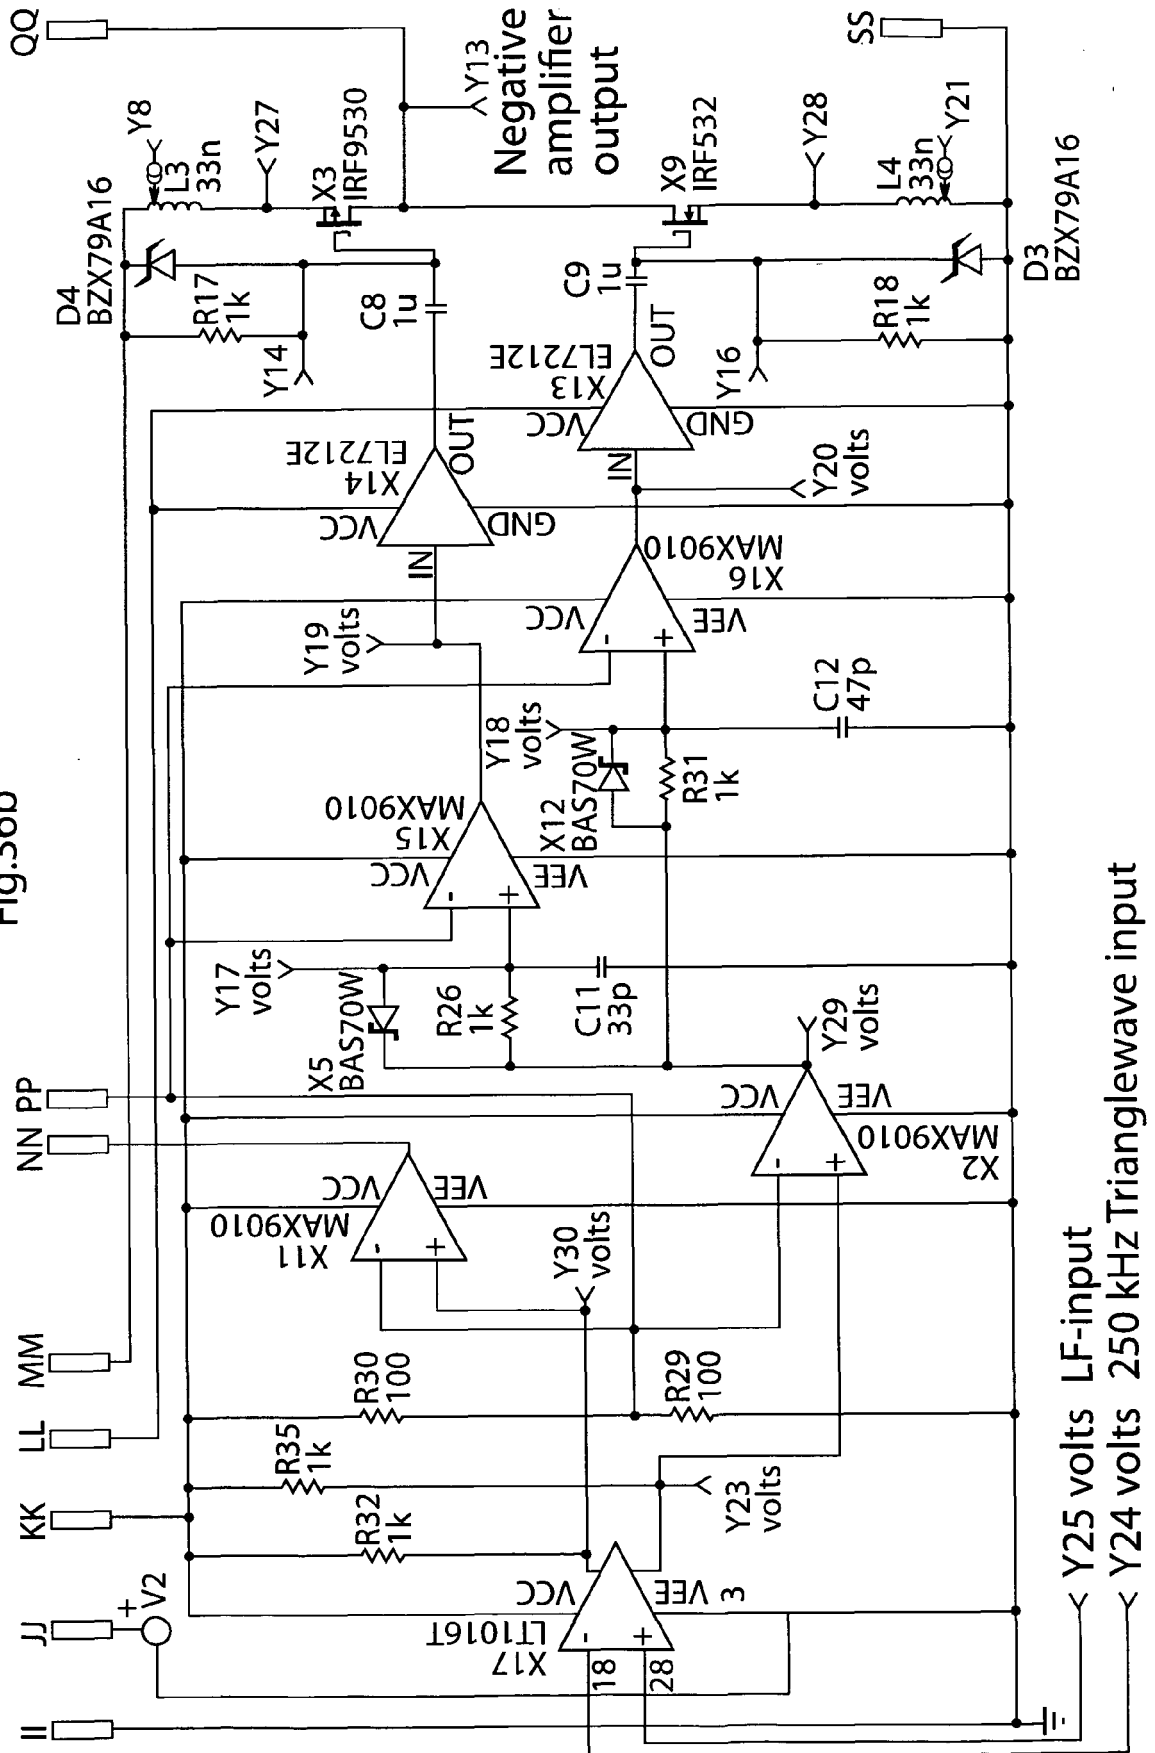 Fig.36b
II
JJ
KK
LL
MM
NN
PP
QQ
SS
+
V2
R32
1k
R35
1k
R30
100
R29
100
X17
LT1016T
VCC
VEE
3
-
+
18
28
Y23
volts
Y30
volts
X11
MAX9010
VCC
VEE
-
+
X2
MAX9010
VCC
VEE
-
+
Y29
volts
Y17
volts
X5
BAS70W
R26
1k
C11
33p
X15
MAX9010
VCC
VEE
-
+
Y18
volts
X12
BAS70W
R31
1k
C12
47p
Y19
volts
X16
MAX9010
VCC
VEE
-
+
Y20
volts
X14
EL7212E
VCC
GND
IN
OUT
X13
EL7212E
VCC
GND
IN
OUT
Y14
R17
1k
D4
BZX79A16
C8
1u
C9
1u
Y16
R18
1k
D3
BZX79A16
Y8
L3
33n
Y27
X3
IRF9530
Y13
Negative
amplifier
output
X9
IRF532
Y28
L4
33n
Y21
Y25 volts LF-input
Y24 volts 250 kHz Trianglewave input